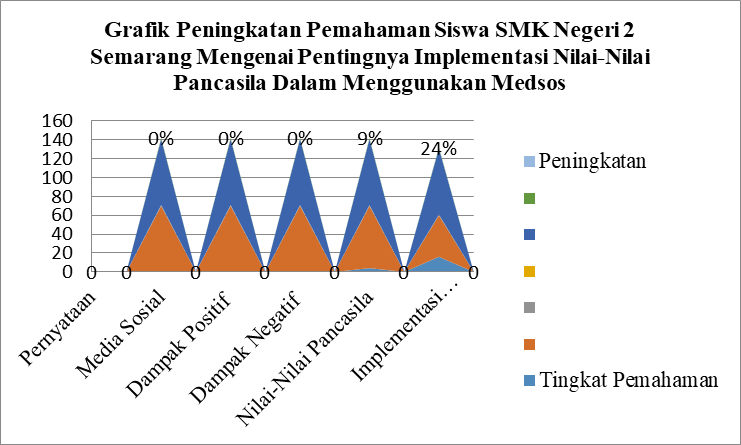 Grafik Peningkatan Pemahaman Siswa SMK Negeri 2
Semarang Mengenai Pentingnya Implementasi Nilai-Nilai
Pancasila Dalam Menggunakan Medsos
160
140
120
100
80
60
40
20
0
0% 0% 0% 9% 24%
0 0 0 0 0 0 0
Pernyataan
Media Sosial
Dampak Positif
Dampak Negatif
Nilai-Nilai Pancasila
Implementasi…
Peningkatan
Tingkat Pemahaman